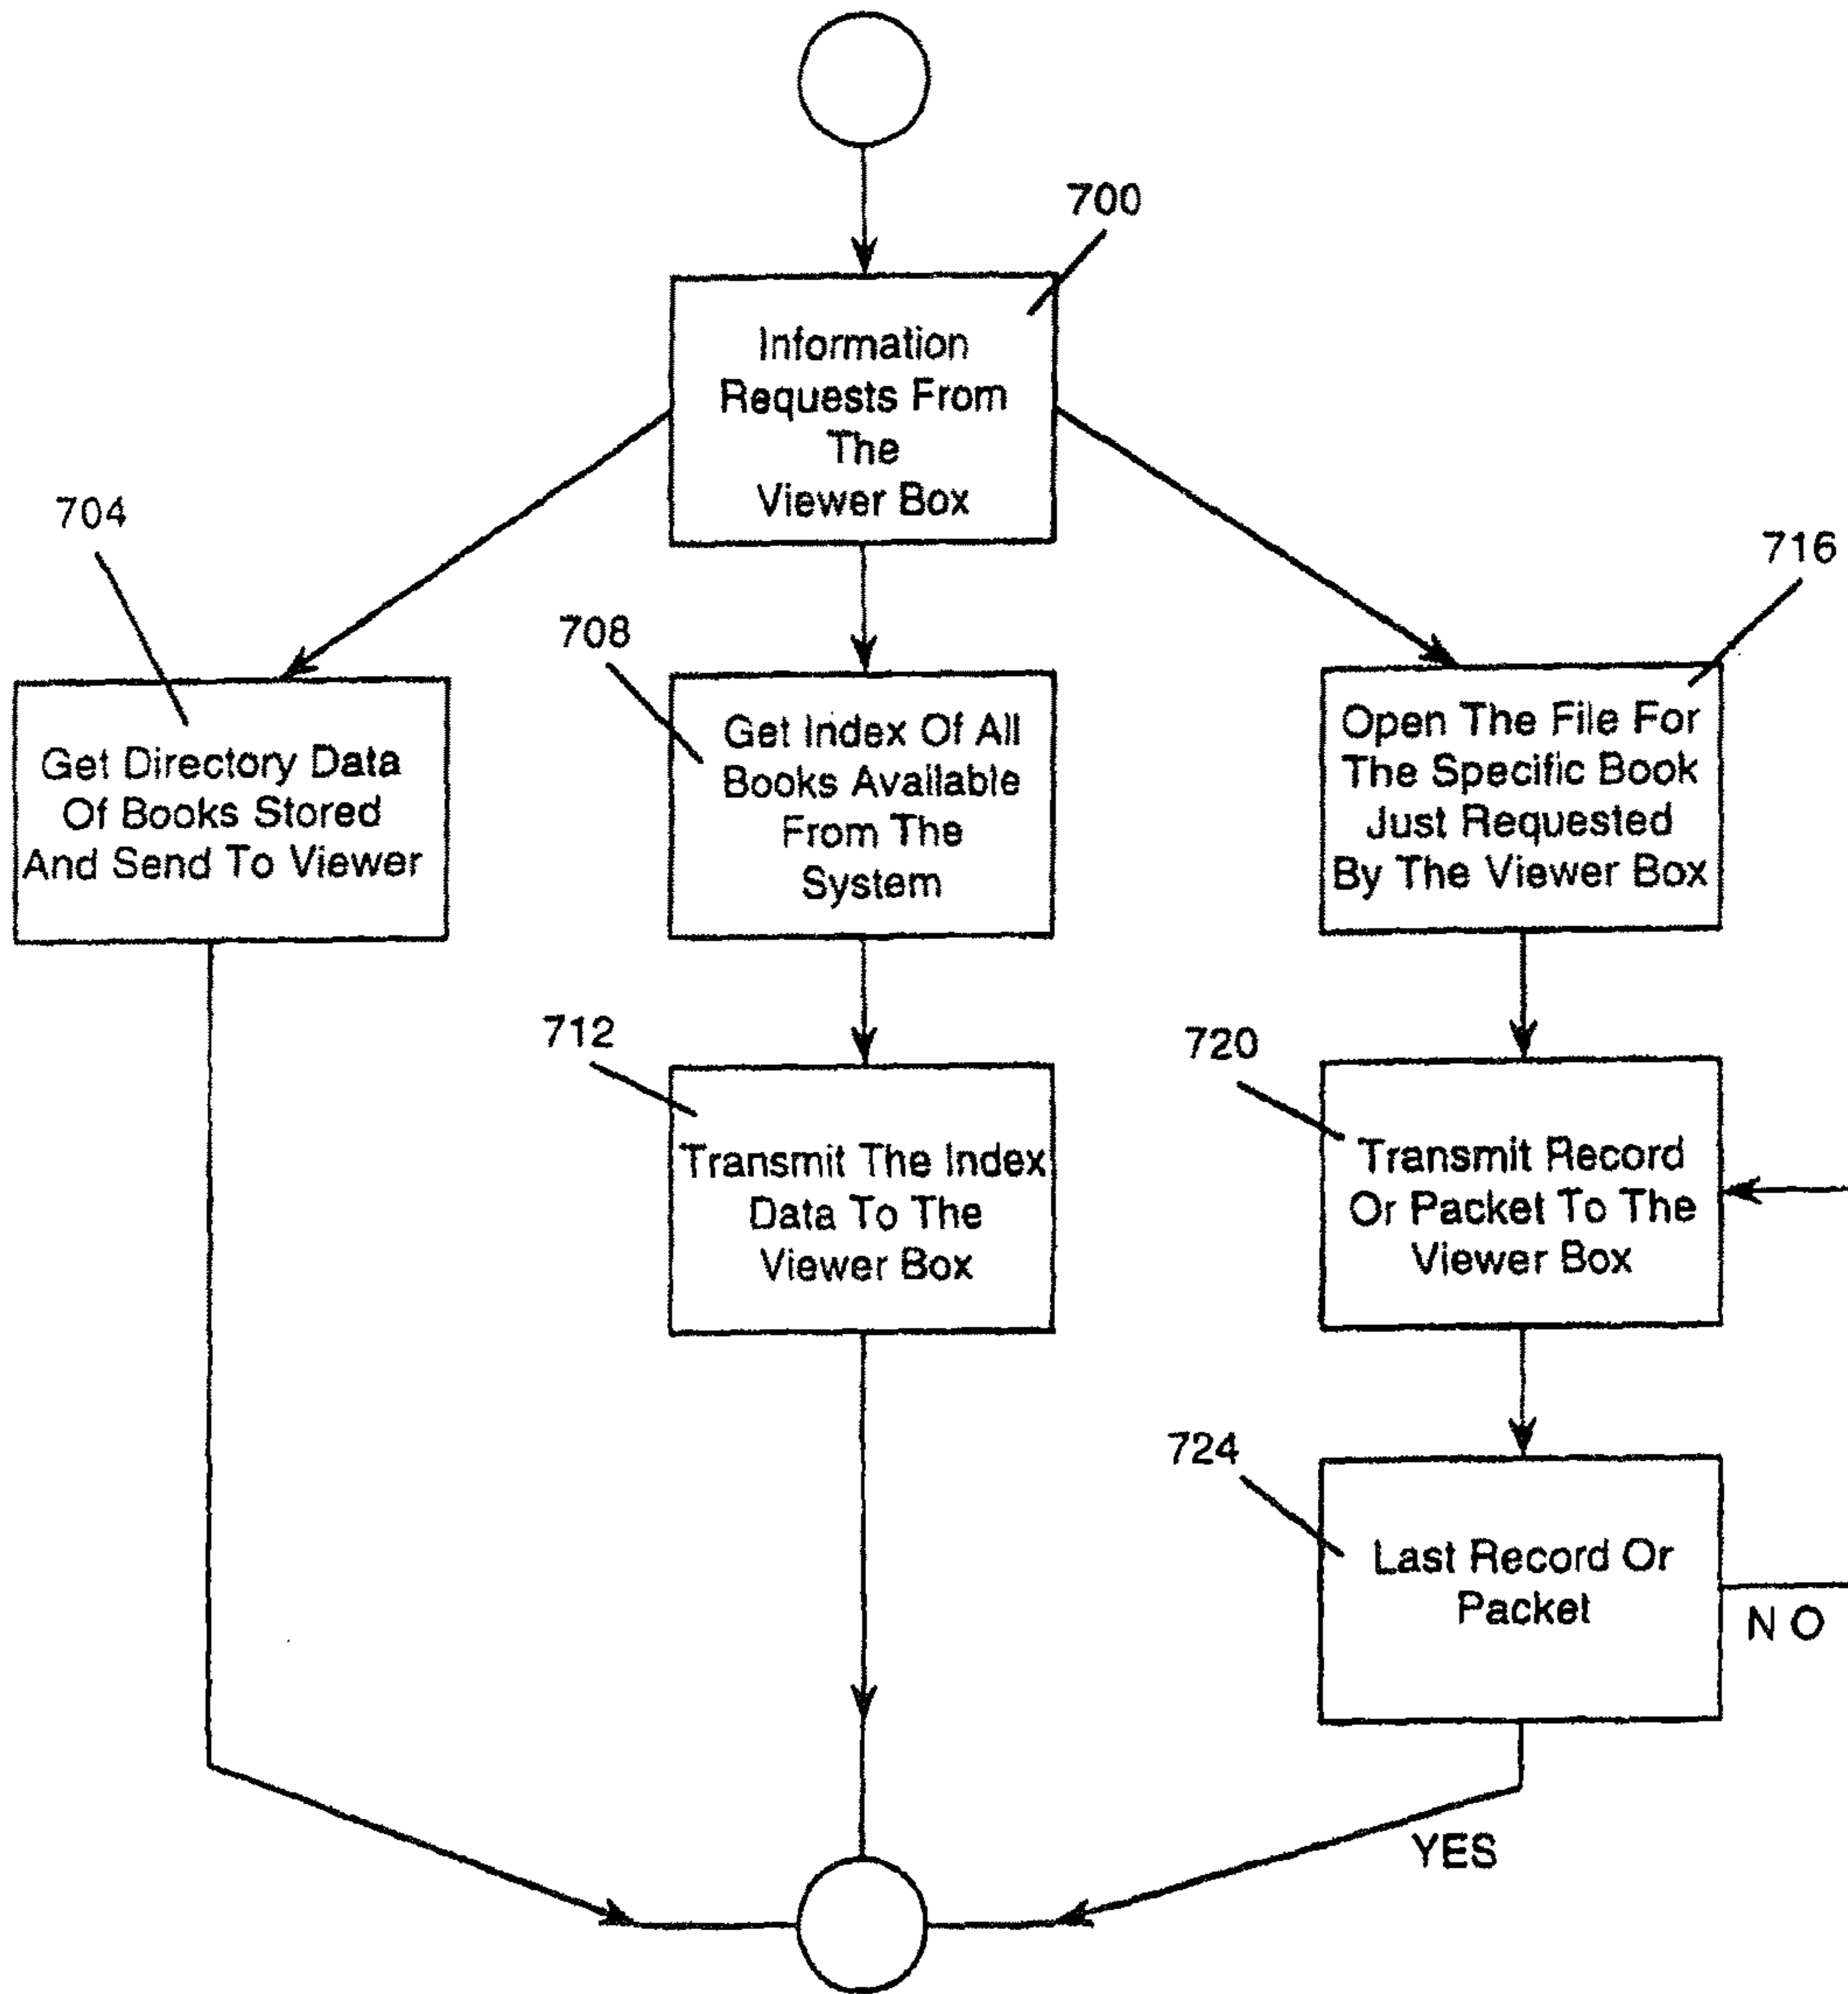 700
Information
Requests From
The
Viewer Box
704
Get Directory Data
Of Books Stored
And Send To Viewer
708
Get Index Of All
Books Available
From The
System
716
Open The File For
The Specific Book
Just Requested
By The Viewer Box
712
Transmit The Index
Data To The
Viewer Box
720
Transmit Record
Or Packet To The
Viewer Box
724
Last Record Or
Packet
NO
YES